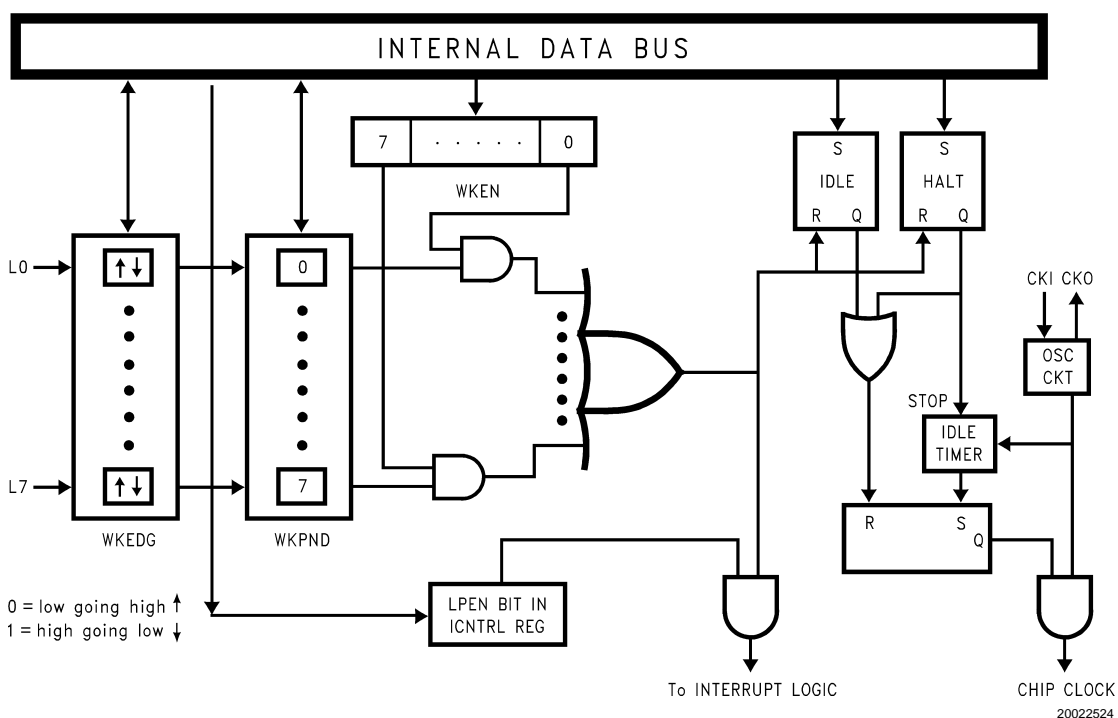 INTERNAL DATA BUS
7 . . . . . 0
WKEN
S
IDLE
R Q
S
HALT
R Q
L0
↑↓
0
CKI CKO
OSC
CKT
STOP
IDLE
TIMER
L7
↑↓
7
WKEDG
WKPND
R S
Q
0 = low going high ↑
1 = high going low ↓
LPEN BIT IN
ICNTRL REG
To INTERRUPT LOGIC
CHIP CLOCK
20022524